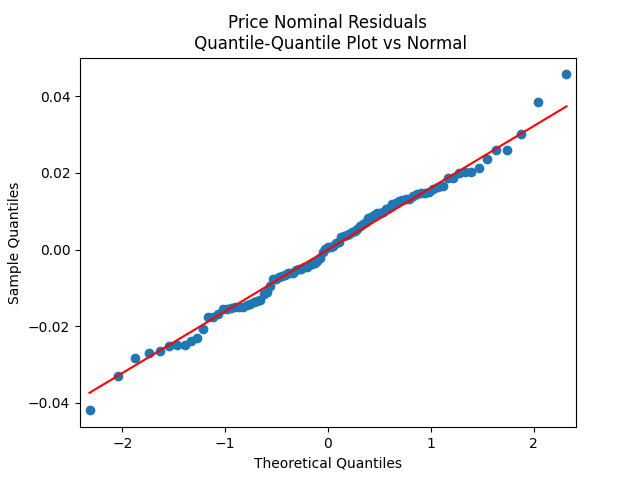 Price Nominal Residuals
Quantile-Quantile Plot vs Normal
Sample Quantiles
0.04
0.02
0.00
−0.02
−0.04
−2
−1
0
1
2
Theoretical Quantiles